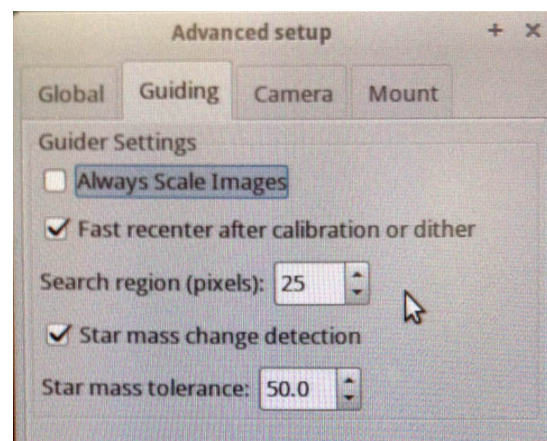 Advanced setup + ×
Global Guiding Camera Mount
Guider Settings
Always Scale Images
Fast recenter after calibration or dither
Search region (pixels): 25
Star mass change detection
Star mass tolerance: 50.0